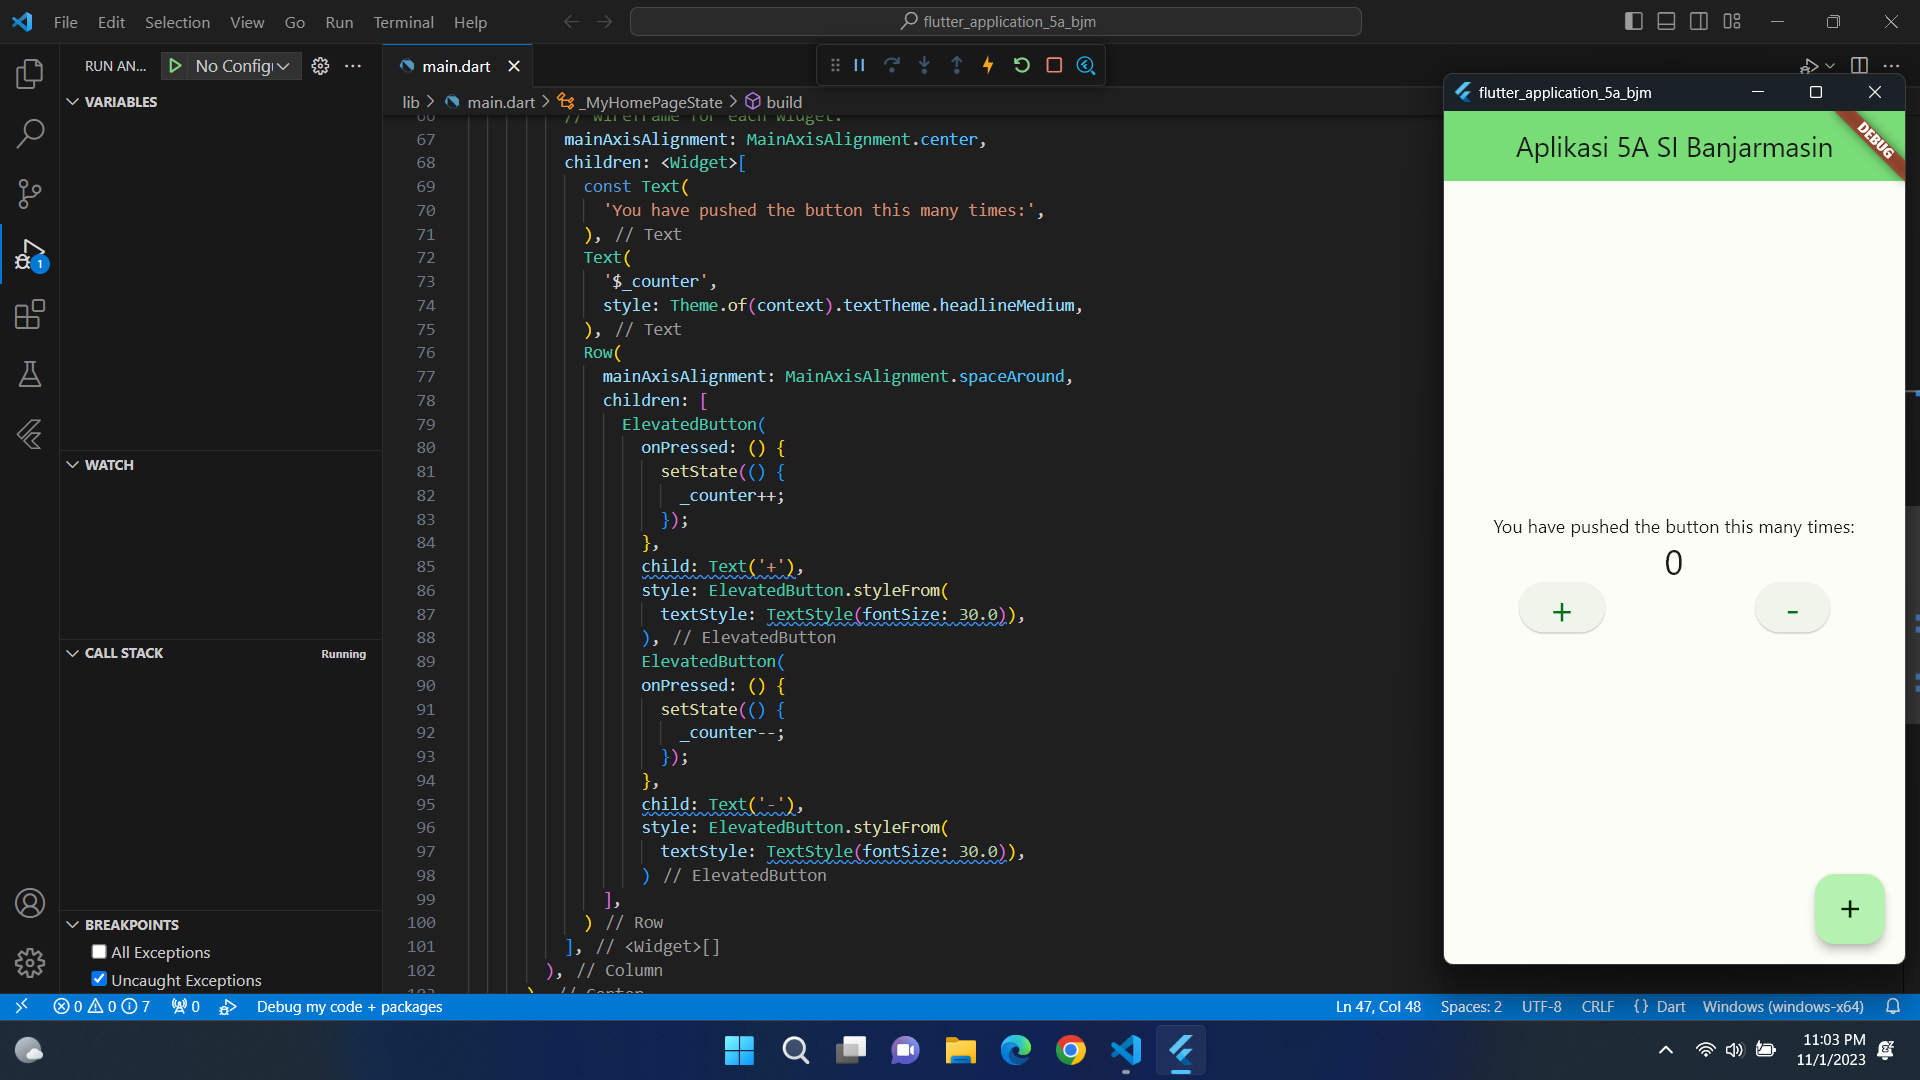 File Edit Selection View Go Run Terminal Help
flutter_application_5a_bjm
RUN AN...
No Config
main.dart
lib > main.dart > _MyHomePageState > build
VARIABLES
WATCH
CALL STACK
Running
BREAKPOINTS
All Exceptions
Uncaught Exceptions
66 // wireframe for each widget.
67 mainAxisAlignment: MainAxisAlignment.center,
68 children: <Widget>[
69 const Text(
70 'You have pushed the button this many times:',
71 ), // Text
72 Text(
73 '$_counter',
74 style: Theme.of(context).textTheme.headlineMedium,
75 ), // Text
76 Row(
77 mainAxisAlignment: MainAxisAlignment.spaceAround,
78 children: [
79 ElevatedButton(
80 onPressed: () {
81 setState(() {
82 _counter++;
83 });
84 },
85 child: Text('+'),
86 style: ElevatedButton.styleFrom(
87 textStyle: TextStyle(fontSize: 30.0)),
88 ), // ElevatedButton
89 ElevatedButton(
90 onPressed: () {
91 setState(() {
92 _counter--;
93 });
94 },
95 child: Text('-'),
96 style: ElevatedButton.styleFrom(
97 textStyle: TextStyle(fontSize: 30.0)),
98 ) // ElevatedButton
99 ],
100 ) // Row
101 ], // <Widget>[]
102 ), // Column
103 ), // Center
flutter_application_5a_bjm
Aplikasi 5A SI Banjarmasin
DEBUG
You have pushed the button this many times:
0
+ -
+
1
0 0 7 0 Debug my code + packages
Ln 47, Col 48 Spaces: 2 UTF-8 CRLF {} Dart Windows (windows-x64)
11:03 PM
11/1/2023